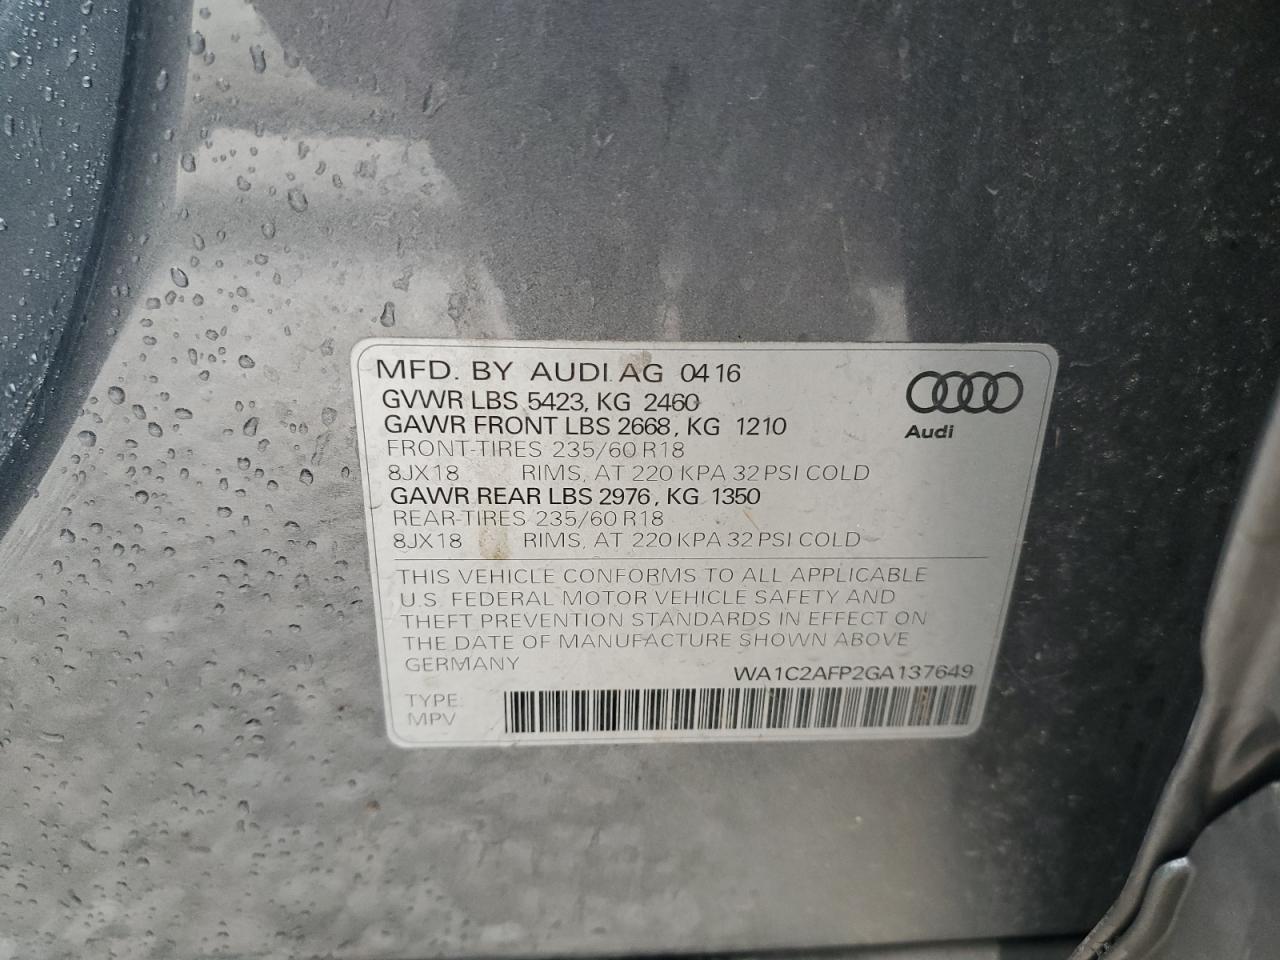 MFD. BY AUDI AG 0416
GVWR LBS 5423, KG 2460
GAWR FRONT LBS 2668, KG 1210
FRONT-TIRES 235/60 R18
8JX18 RIMS, AT 220 KPA 32 PSI COLD
GAWR REAR LBS 2976, KG 1350
REAR-TIRES 235/60 R18
8JX18 RIMS, AT 220 KPA 32 PSI COLD
Audi
THIS VEHICLE CONFORMS TO ALL APPLICABLE
U.S. FEDERAL MOTOR VEHICLE SAFETY AND
THEFT PREVENTION STANDARDS IN EFFECT ON
THE DATE OF MANUFACTURE SHOWN ABOVE
GERMANY WA1C2AFP2GA137649
TYPE:
MPV